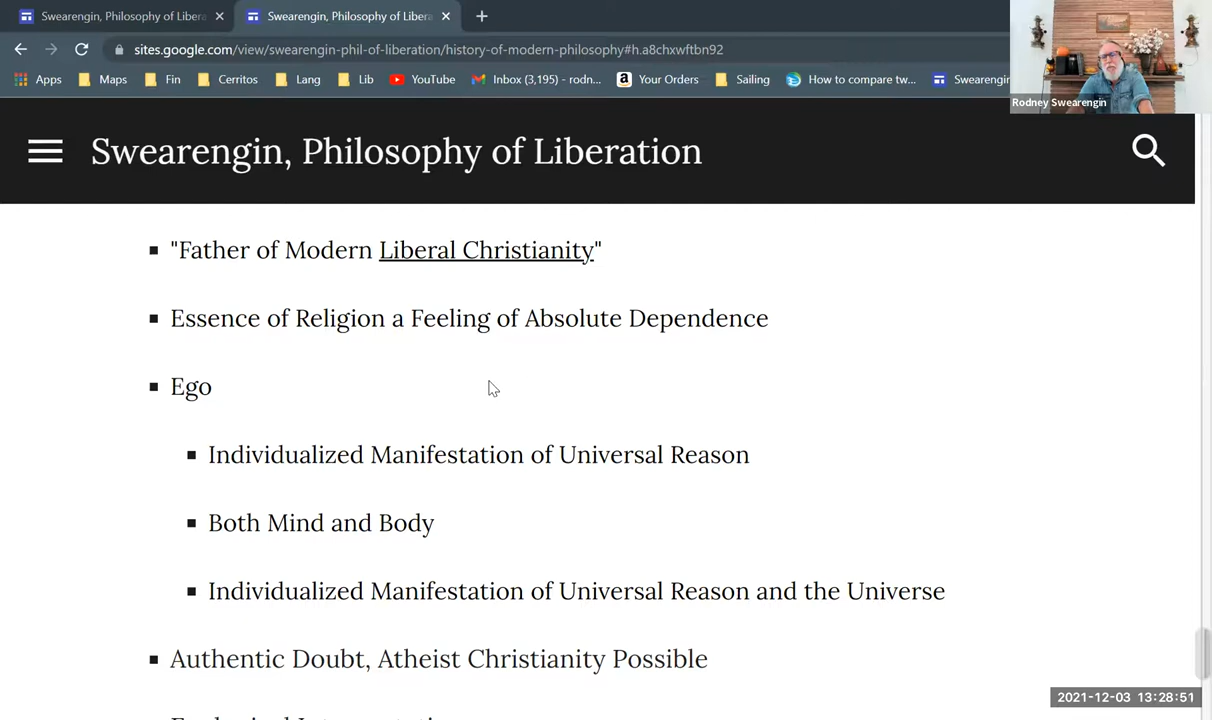 Swearengin, Philosophy of Libera
Swearengin, Philosophy of Libera
sites.google.com/view/swearengin-phil-of-liberation/history-of-modern-philosophy#h.a8chxwftbn92
Apps Maps Fin Cerritos Lang Lib YouTube Inbox (3,195) - rodn... Your Orders Sailing How to compare tw... Swearengin
Rodney Swearengin
Swearengin, Philosophy of Liberation
"Father of Modern Liberal Christianity"
Essence of Religion a Feeling of Absolute Dependence
Ego
Individualized Manifestation of Universal Reason
Both Mind and Body
Individualized Manifestation of Universal Reason and the Universe
Authentic Doubt, Atheist Christianity Possible
2021-12-03 13:28:51